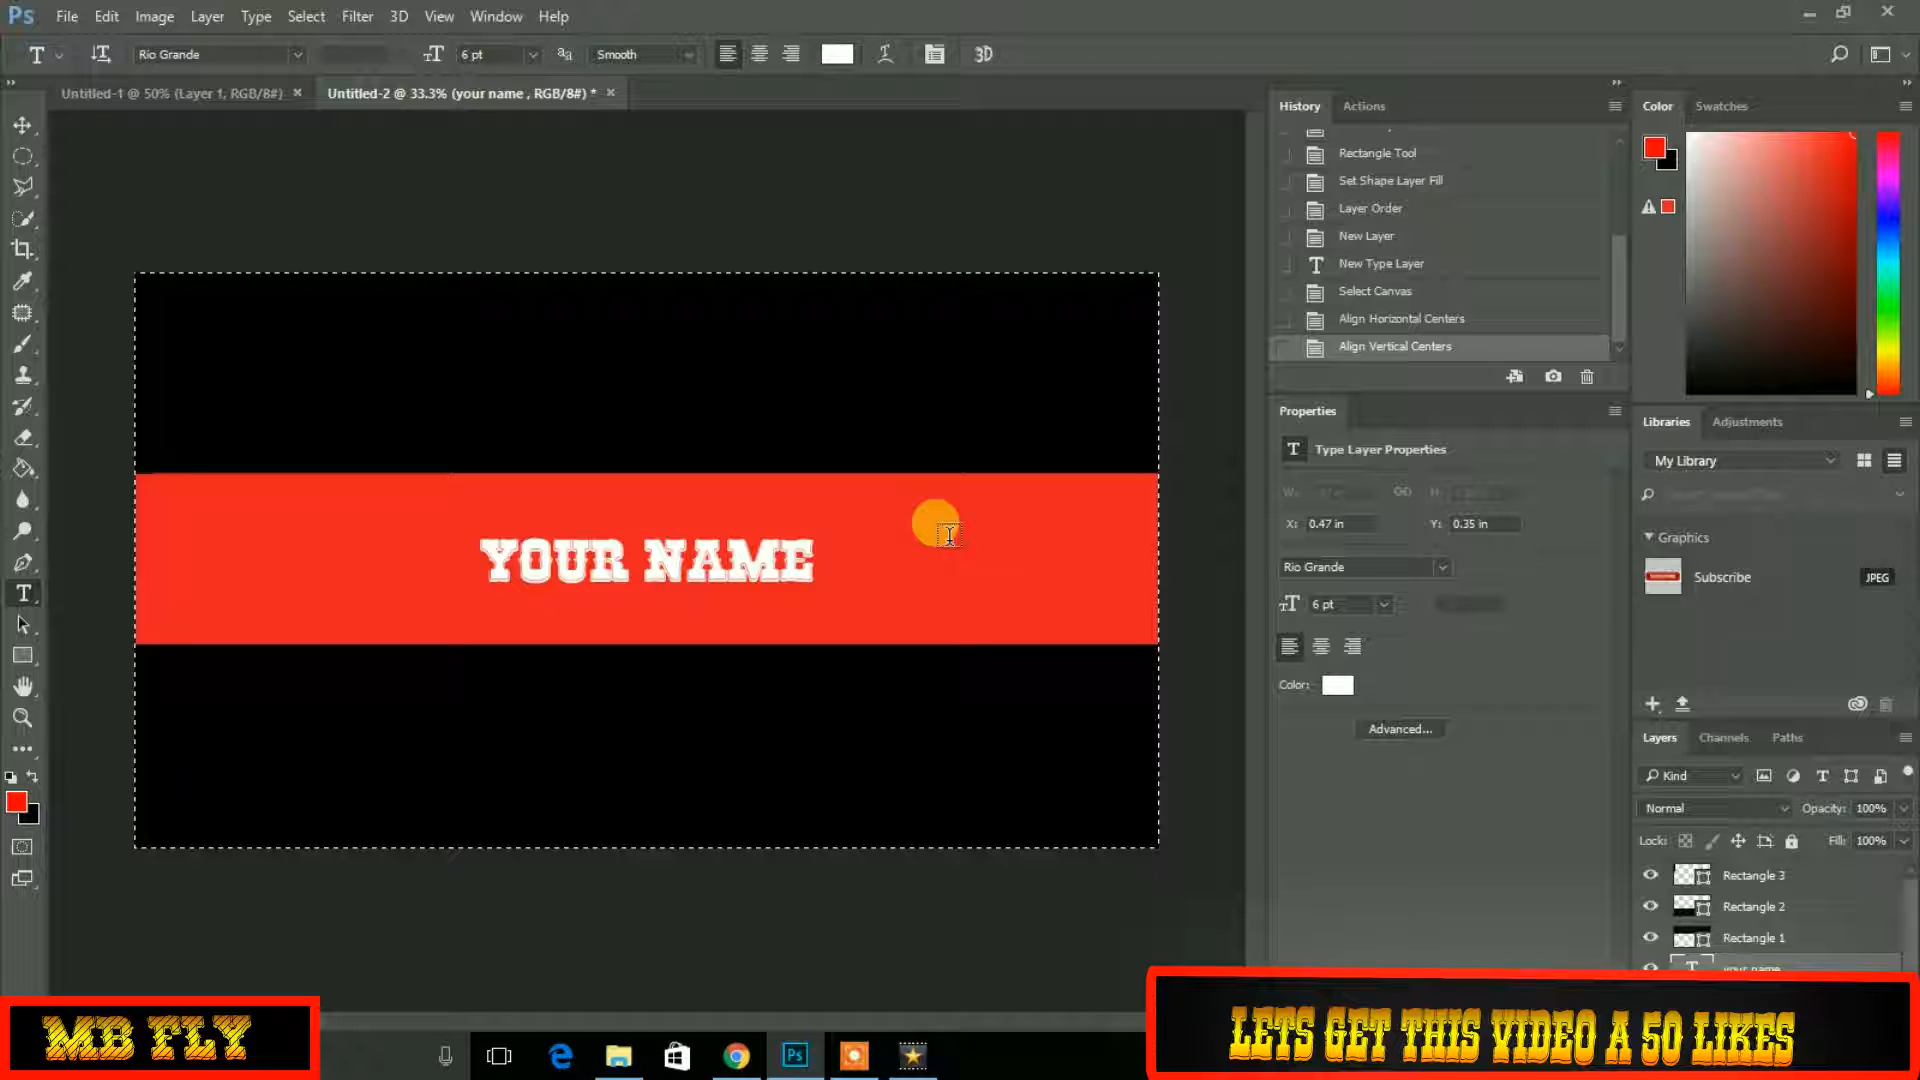 Ps File Edit Image Layer Type Select Filter 3D View Window Help
Rio Grande 6 pt Smooth 3D
Untitled-1 @ 50% (Layer 1, RGB/8#) Untitled-2 @ 33.3% (your name , RGB/8#) *
History Actions
Rectangle Tool
Set Shape Layer Fill
Layer Order
New Layer
New Type Layer
Select Canvas
Align Horizontal Centers
Align Vertical Centers
Properties
Type Layer Properties
W: H:
X: 0.47 in Y: 0.35 in
Rio Grande
6 pt
Color:
Advanced...
Color Swatches
Libraries Adjustments
My Library
Graphics
Subscribe JPEG
Layers Channels Paths
Kind
Normal Opacity: 100%
Lock: Fill: 100%
Rectangle 3
Rectangle 2
Rectangle 1
your name
YOUR NAME
MB FLY
Ps
LETS GET THIS VIDEO A 50 LIKES